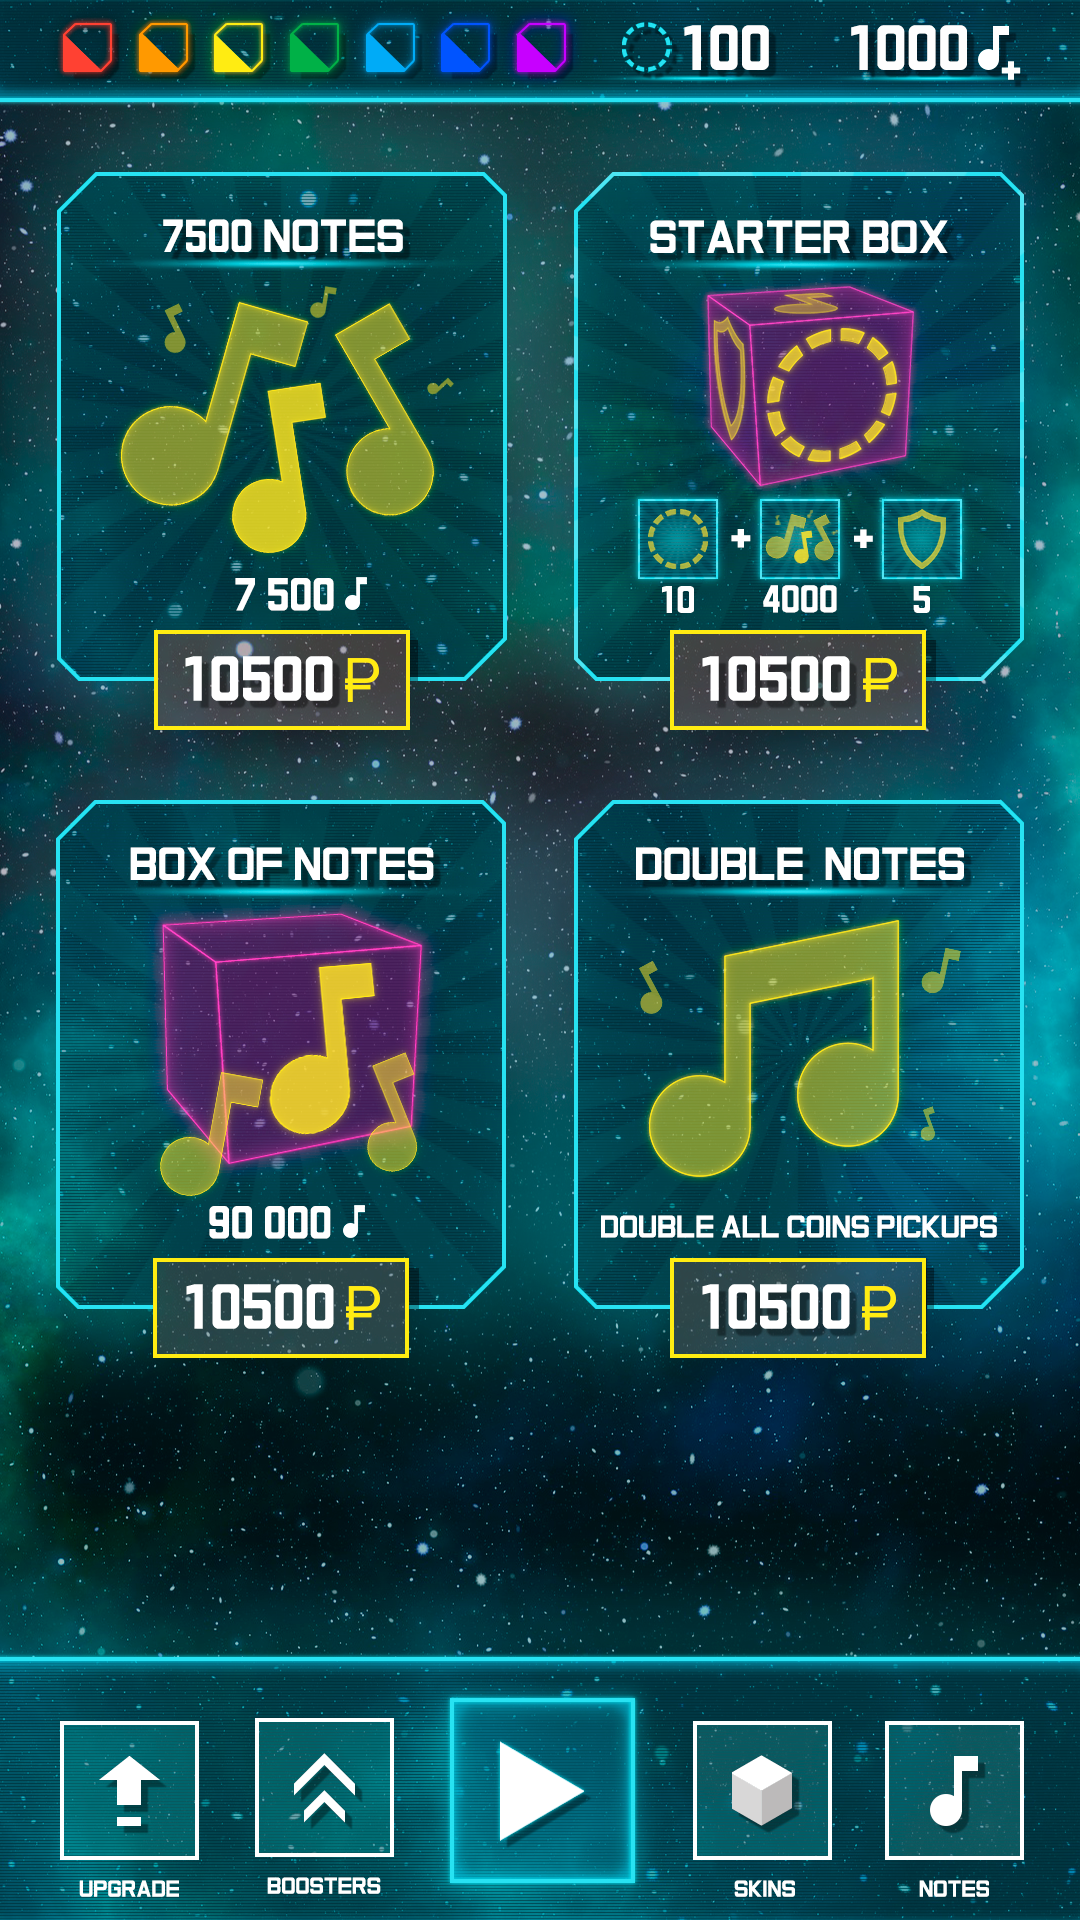 100 1000
7500 NOTES
7 500
10500 ₽
STARTER BOX
10 4000 5
10500 ₽
BOX OF NOTES
90 000
10500 ₽
DOUBLE NOTES
DOUBLE ALL COINS PICKUPS
10500 ₽
UPGRADE
BOOSTERS
SKINS
NOTES